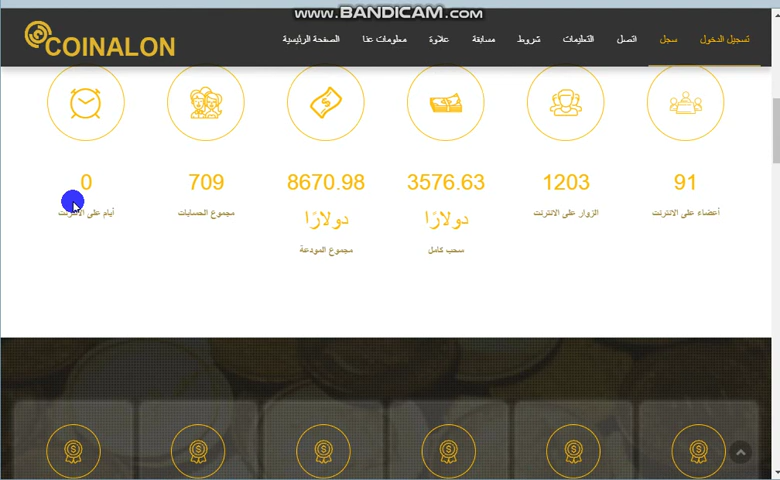 www.BANDICAM.com
COINALON
الصفحة الرئيسية معلومات عنا علاوة مسابقة شروط التعليمات اتصل سجل تسجيل الدخول
0 709 8670.98 3576.63 1203 91
دولارًا دولارًا
أيام على الانترنت مجموع الحسابات الزوار على الانترنت أعضاء على الانترنت
مجموع المودعة سحب كامل